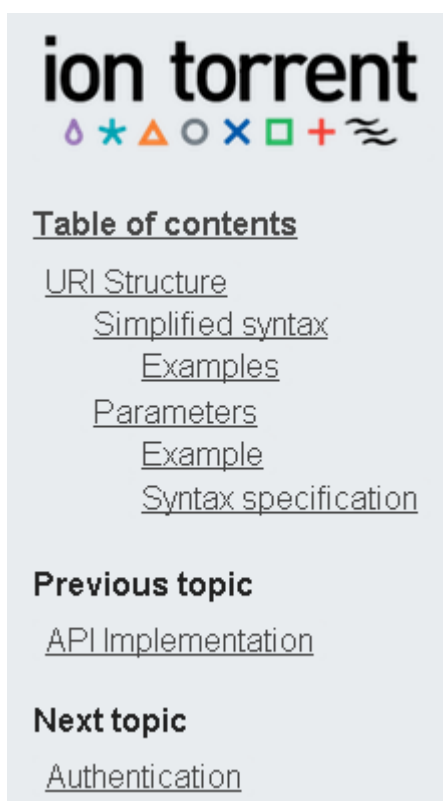 ion torrent
Table of contents
URI Structure
Simplified syntax
Examples
Parameters
Example
Syntax specification
Previous topic
API Implementation
Next topic
Authentication